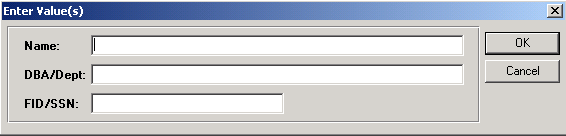 Enter Value(s)
Name:
OK
DBA/Dept:
Cancel
FID/SSN: